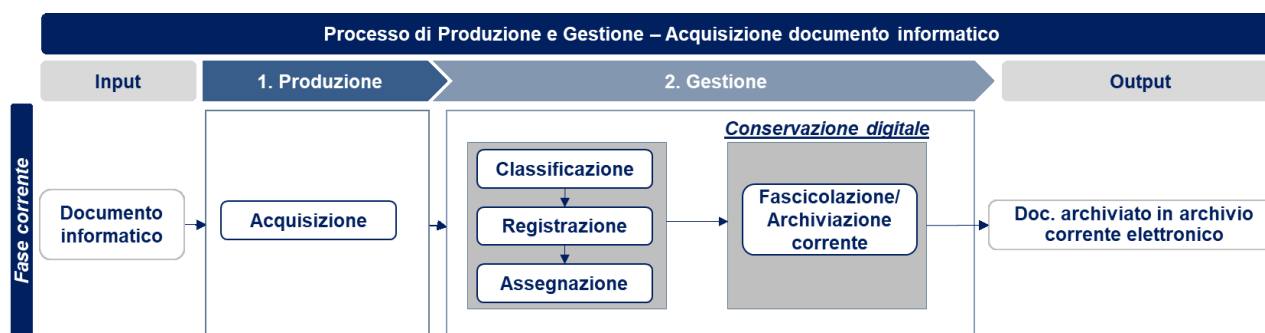 Processo di Produzione e Gestione – Acquisizione documento informatico
Input
1. Produzione
2. Gestione
Output
Fase corrente
Documento
informatico
Acquisizione
Classificazione
Registrazione
Assegnazione
Conservazione digitale
Fascicolazione/
Archiviazione
corrente
Doc. archiviato in archivio
corrente elettronico